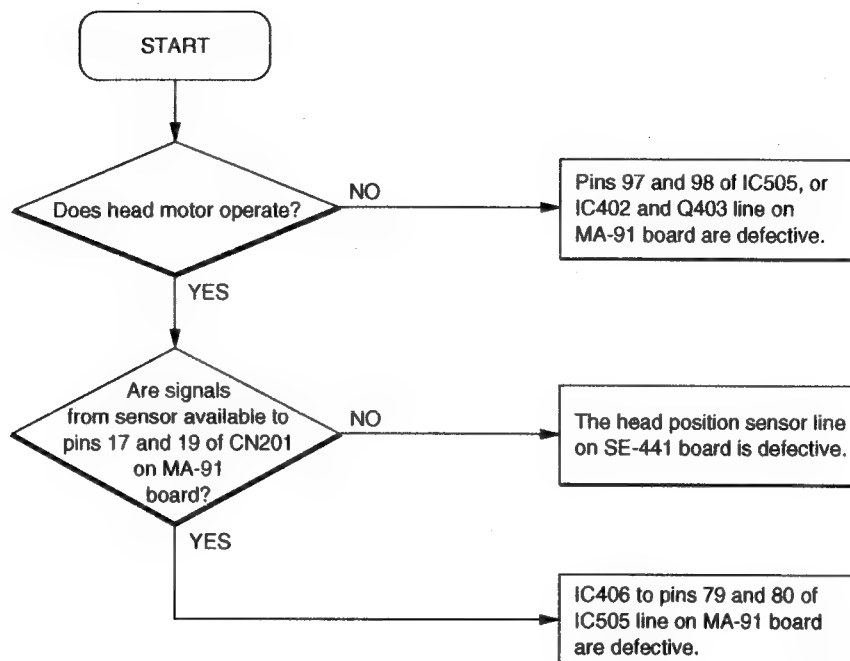 START
Does head motor operate?
NO
Pins 97 and 98 of IC505, or
IC402 and Q403 line on
MA-91 board are defective.
YES
Are signals
from sensor available to
pins 17 and 19 of CN201
on MA-91
board?
NO
The head position sensor line
on SE-441 board is defective.
YES
IC406 to pins 79 and 80 of
IC505 line on MA-91 board
are defective.